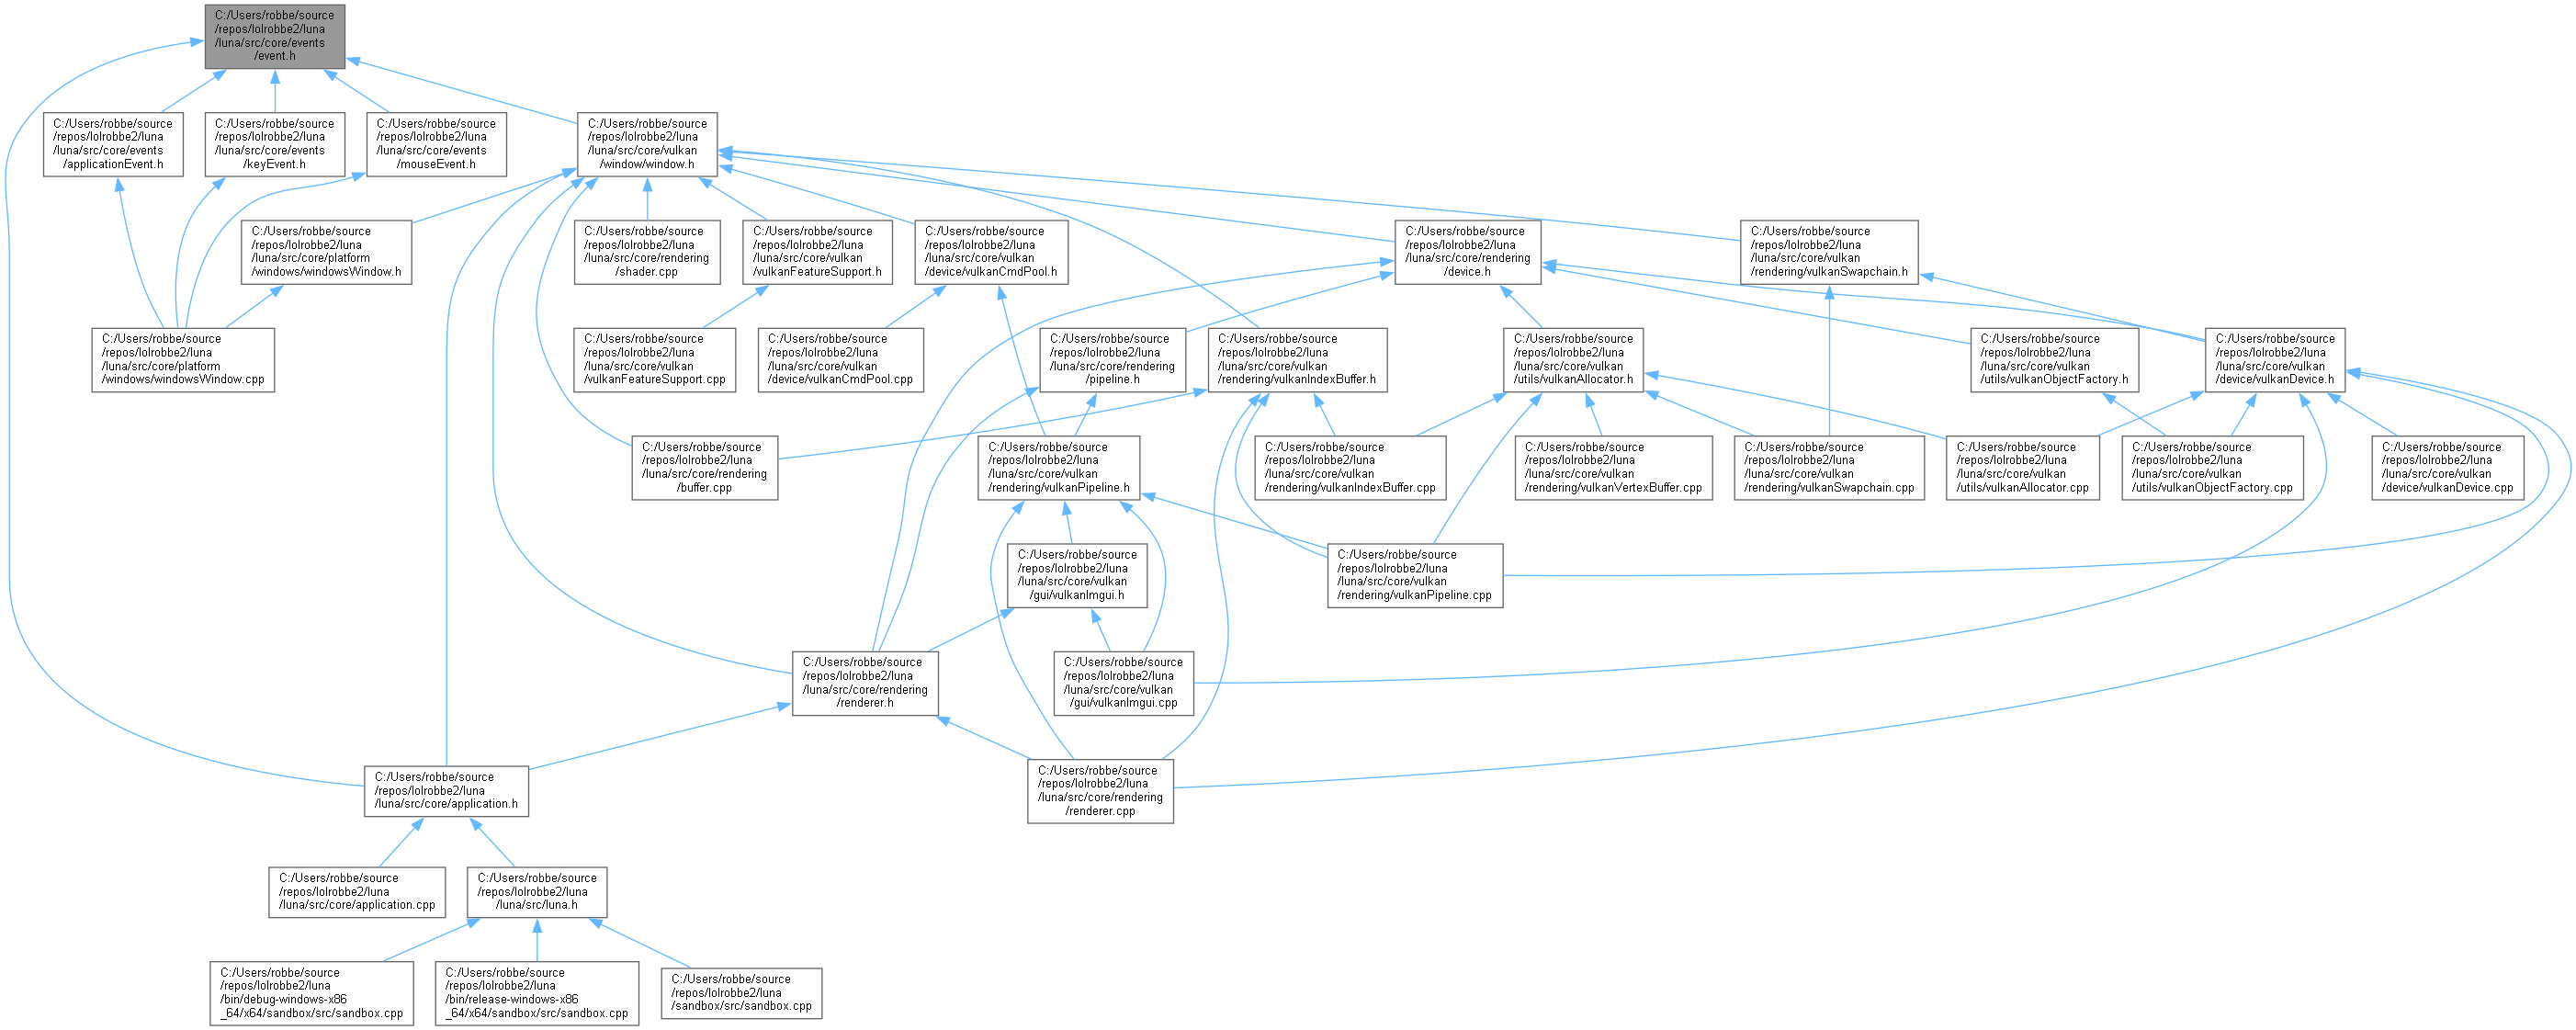 C:/Users/robbe/source
/repos/lolrobbe2/luna
/luna/src/core/events
/event.h
C:/Users/robbe/source
/repos/lolrobbe2/luna
/luna/src/core/events
/applicationEvent.h
C:/Users/robbe/source
/repos/lolrobbe2/luna
/luna/src/core/events
/keyEvent.h
C:/Users/robbe/source
/repos/lolrobbe2/luna
/luna/src/core/events
/mouseEvent.h
C:/Users/robbe/source
/repos/lolrobbe2/luna
/luna/src/core/vulkan
/window/window.h
C:/Users/robbe/source
/repos/lolrobbe2/luna
/luna/src/core/platform
/windows/windowsWindow.h
C:/Users/robbe/source
/repos/lolrobbe2/luna
/luna/src/core/rendering
/shader.cpp
C:/Users/robbe/source
/repos/lolrobbe2/luna
/luna/src/core/vulkan
/vulkanFeatureSupport.h
C:/Users/robbe/source
/repos/lolrobbe2/luna
/luna/src/core/vulkan
/device/vulkanCmdPool.h
C:/Users/robbe/source
/repos/lolrobbe2/luna
/luna/src/core/rendering
/device.h
C:/Users/robbe/source
/repos/lolrobbe2/luna
/luna/src/core/vulkan
/rendering/vulkanSwapchain.h
C:/Users/robbe/source
/repos/lolrobbe2/luna
/luna/src/core/platform
/windows/windowsWindow.cpp
C:/Users/robbe/source
/repos/lolrobbe2/luna
/luna/src/core/vulkan
/vulkanFeatureSupport.cpp
C:/Users/robbe/source
/repos/lolrobbe2/luna
/luna/src/core/vulkan
/device/vulkanCmdPool.cpp
C:/Users/robbe/source
/repos/lolrobbe2/luna
/luna/src/core/rendering
/pipeline.h
C:/Users/robbe/source
/repos/lolrobbe2/luna
/luna/src/core/vulkan
/rendering/vulkanIndexBuffer.h
C:/Users/robbe/source
/repos/lolrobbe2/luna
/luna/src/core/vulkan
/utils/vulkanAllocator.h
C:/Users/robbe/source
/repos/lolrobbe2/luna
/luna/src/core/vulkan
/utils/vulkanObjectFactory.h
C:/Users/robbe/source
/repos/lolrobbe2/luna
/luna/src/core/vulkan
/device/vulkanDevice.h
C:/Users/robbe/source
/repos/lolrobbe2/luna
/luna/src/core/rendering
/buffer.cpp
C:/Users/robbe/source
/repos/lolrobbe2/luna
/luna/src/core/vulkan
/rendering/vulkanPipeline.h
C:/Users/robbe/source
/repos/lolrobbe2/luna
/luna/src/core/vulkan
/rendering/vulkanIndexBuffer.cpp
C:/Users/robbe/source
/repos/lolrobbe2/luna
/luna/src/core/vulkan
/rendering/vulkanVertexBuffer.cpp
C:/Users/robbe/source
/repos/lolrobbe2/luna
/luna/src/core/vulkan
/rendering/vulkanSwapchain.cpp
C:/Users/robbe/source
/repos/lolrobbe2/luna
/luna/src/core/vulkan
/utils/vulkanAllocator.cpp
C:/Users/robbe/source
/repos/lolrobbe2/luna
/luna/src/core/vulkan
/utils/vulkanObjectFactory.cpp
C:/Users/robbe/source
/repos/lolrobbe2/luna
/luna/src/core/vulkan
/device/vulkanDevice.cpp
C:/Users/robbe/source
/repos/lolrobbe2/luna
/luna/src/core/vulkan
/gui/vulkanImgui.h
C:/Users/robbe/source
/repos/lolrobbe2/luna
/luna/src/core/vulkan
/rendering/vulkanPipeline.cpp
C:/Users/robbe/source
/repos/lolrobbe2/luna
/luna/src/core/rendering
/renderer.h
C:/Users/robbe/source
/repos/lolrobbe2/luna
/luna/src/core/vulkan
/gui/vulkanImgui.cpp
C:/Users/robbe/source
/repos/lolrobbe2/luna
/luna/src/core/application.h
C:/Users/robbe/source
/repos/lolrobbe2/luna
/luna/src/core/rendering
/renderer.cpp
C:/Users/robbe/source
/repos/lolrobbe2/luna
/luna/src/core/application.cpp
C:/Users/robbe/source
/repos/lolrobbe2/luna
/luna/src/luna.h
C:/Users/robbe/source
/repos/lolrobbe2/luna
/bin/debug-windows-x86
_64/x64/sandbox/src/sandbox.cpp
C:/Users/robbe/source
/repos/lolrobbe2/luna
/bin/release-windows-x86
_64/x64/sandbox/src/sandbox.cpp
C:/Users/robbe/source
/repos/lolrobbe2/luna
/sandbox/src/sandbox.cpp